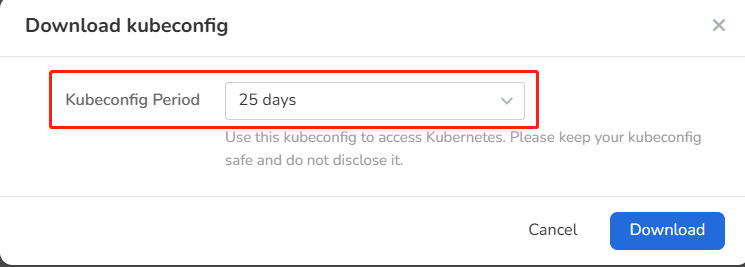 Download kubeconfig
Kubeconfig Period
25 days
Use this kubeconfig to access Kubernetes. Please keep your kubeconfig
safe and do not disclose it.
Cancel
Download